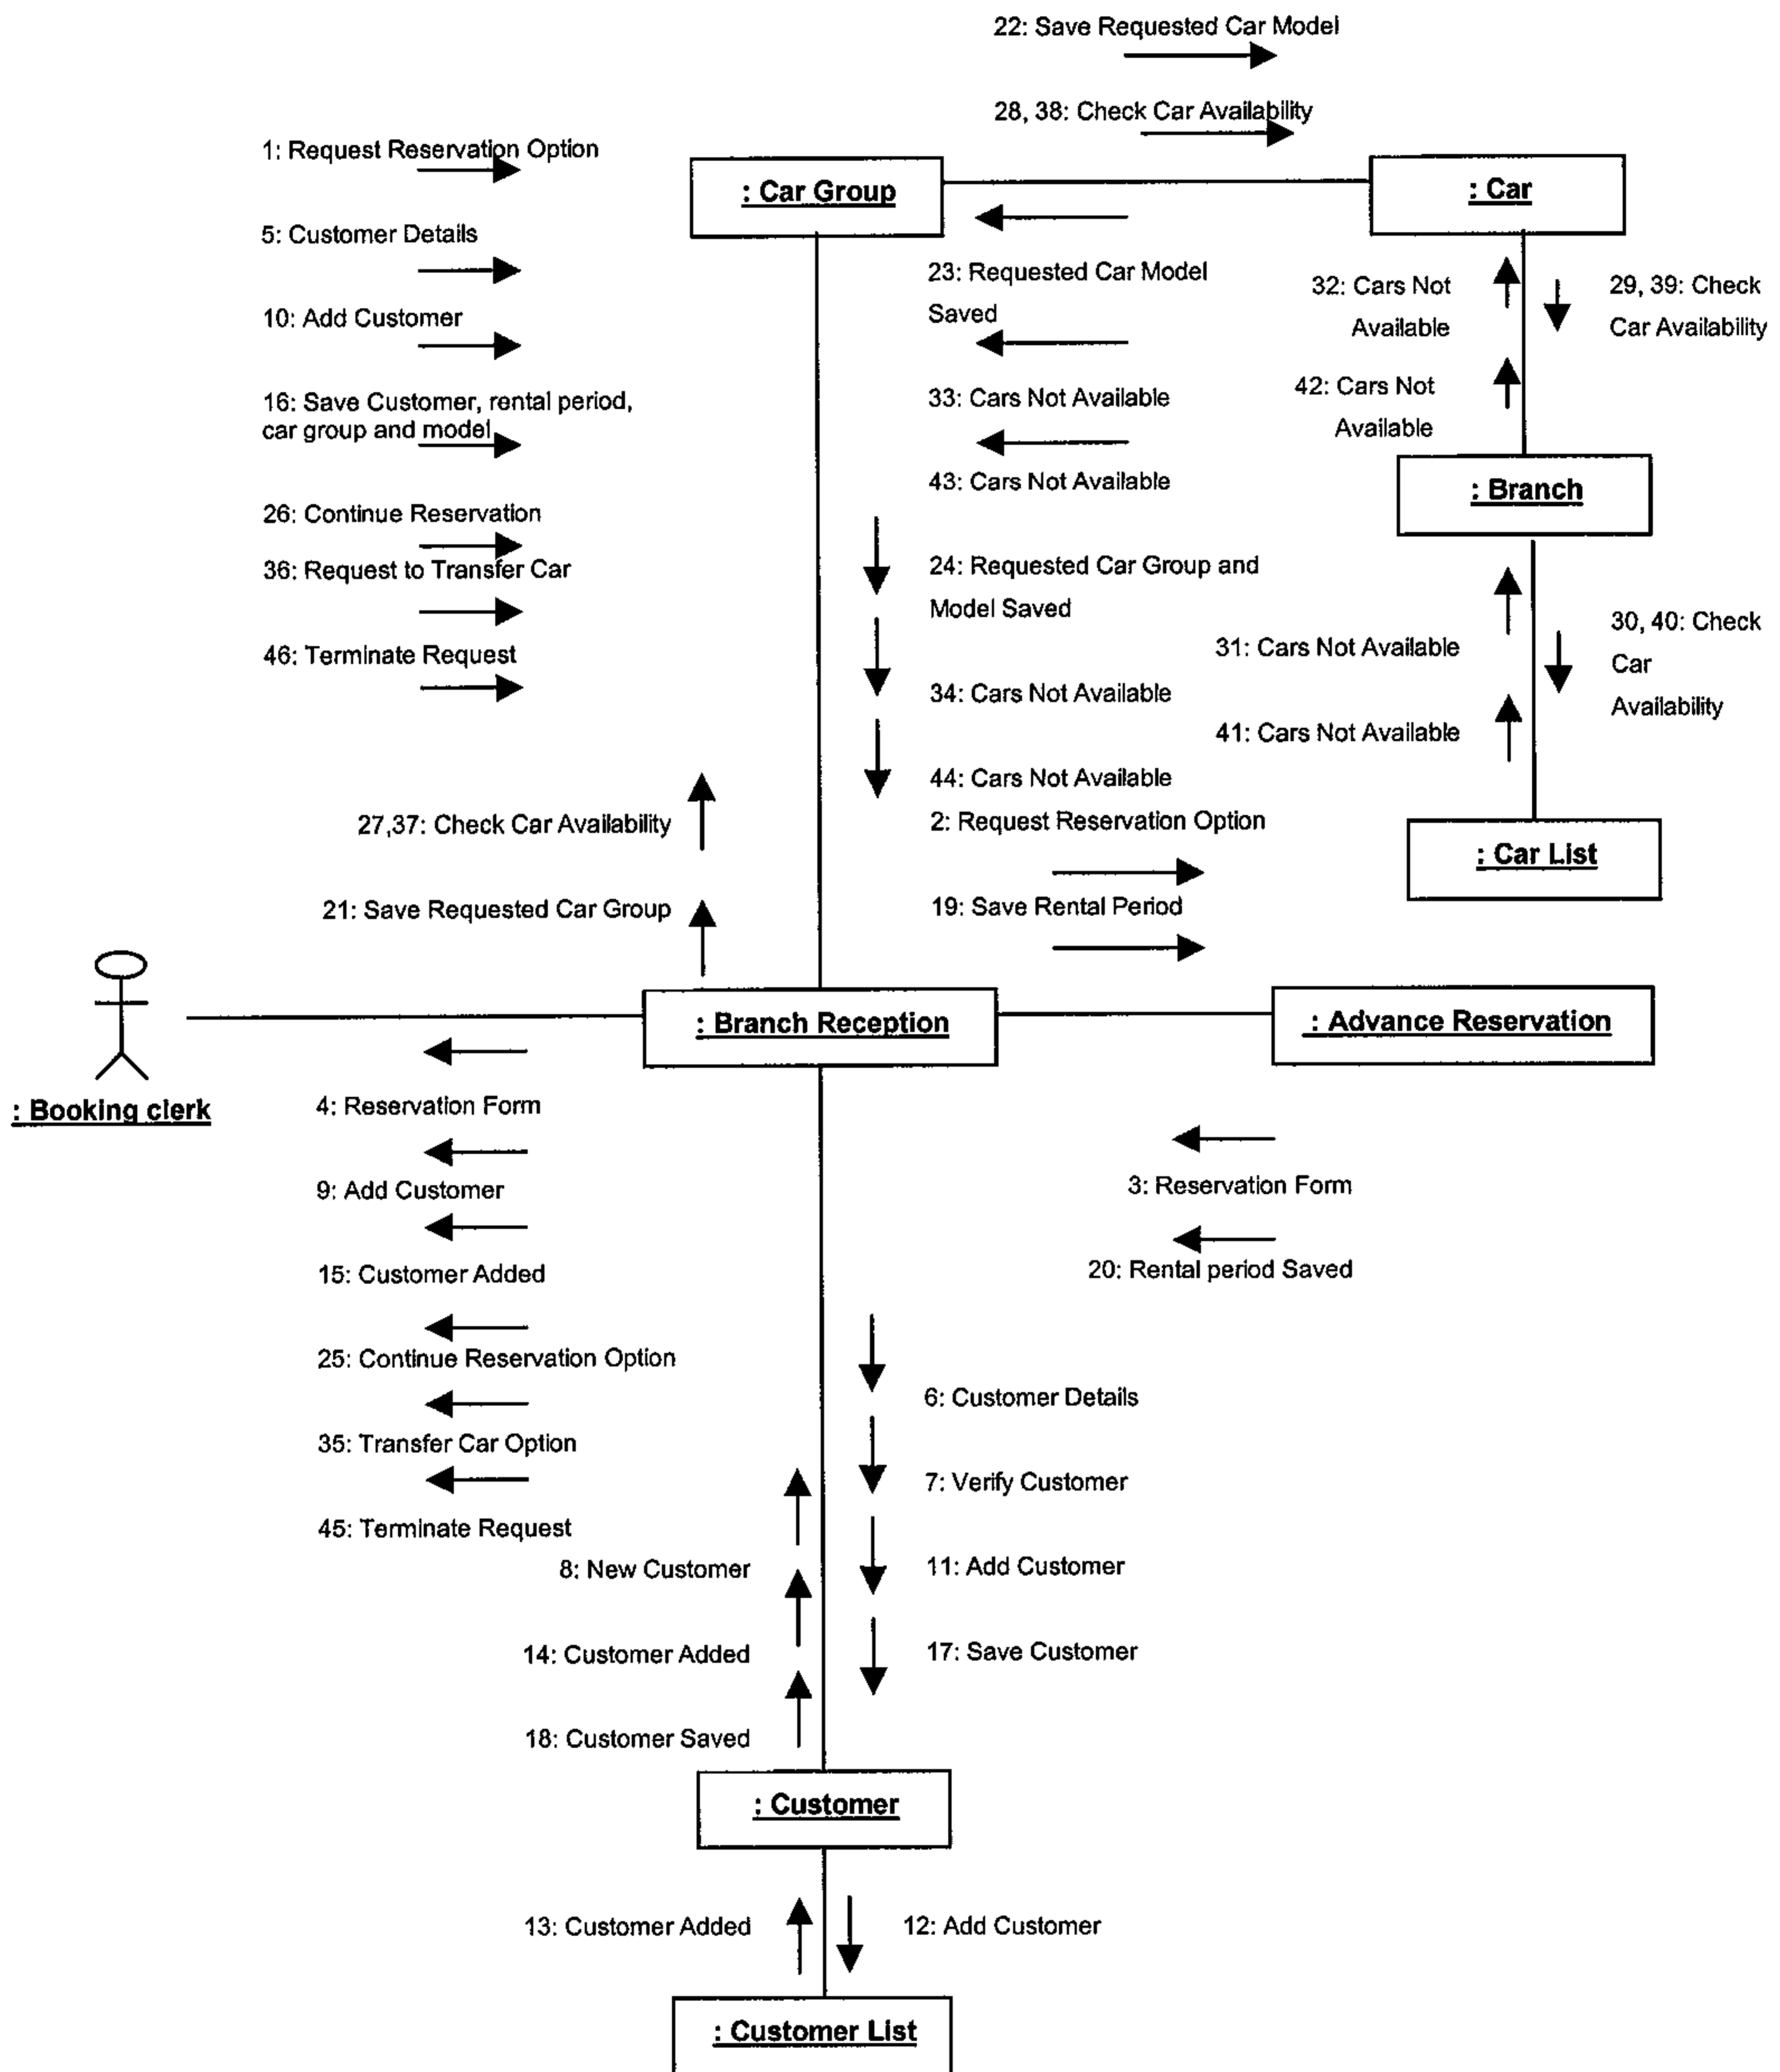 22: Save Requested Car Model
28, 38: Check Car Availability
1: Request Reservation Option
: Car Group
: Car
5: Customer Details
23: Requested Car Model
Saved
32: Cars Not
Available
29, 39: Check
Car Availability
10: Add Customer
16: Save Customer, rental period,
car group and model
33: Cars Not Available
42: Cars Not
Available
43: Cars Not Available
: Branch
26: Continue Reservation
36: Request to Transfer Car
24: Requested Car Group and
Model Saved
46: Terminate Request
31: Cars Not Available
30, 40: Check
Car
Availability
34: Cars Not Available
41: Cars Not Available
44: Cars Not Available
27,37: Check Car Availability
2: Request Reservation Option
: Car List
21: Save Requested Car Group
19: Save Rental Period
: Branch Reception
: Advance Reservation
: Booking clerk
4: Reservation Form
9: Add Customer
3: Reservation Form
15: Customer Added
20: Rental period Saved
25: Continue Reservation Option
6: Customer Details
35: Transfer Car Option
7: Verify Customer
45: Terminate Request
8: New Customer
11: Add Customer
14: Customer Added
17: Save Customer
18: Customer Saved
: Customer
13: Customer Added
12: Add Customer
: Customer List